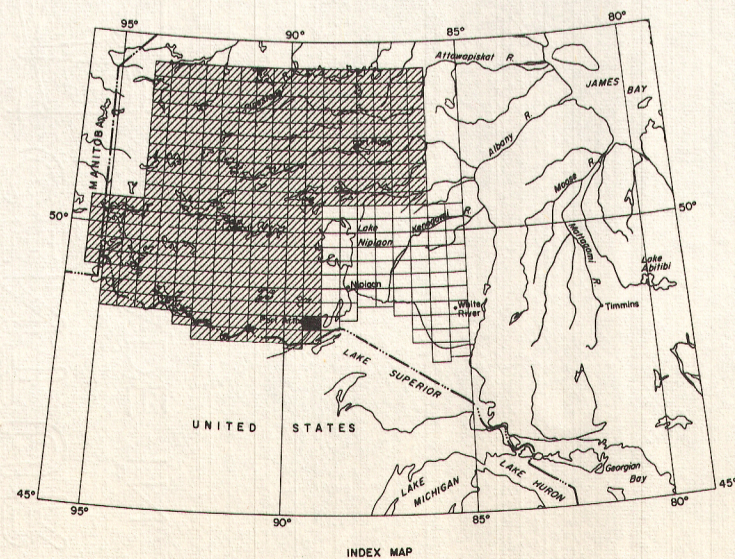 95°
90°
85°
80°
Attawapiskat R.
JAMES BAY
MANITOBA
Albany R.
Moose R.
50°
50°
Lake
Nipigon
Kenogami R.
Mattagami R.
Lake
Abitibi
Nipigon
White
River
Timmins
Port Arthur
LAKE SUPERIOR
UNITED STATES
Georgian
Bay
LAKE HURON
LAKE
MICHIGAN
45°
45°
95°
90°
85°
80°
INDEX MAP